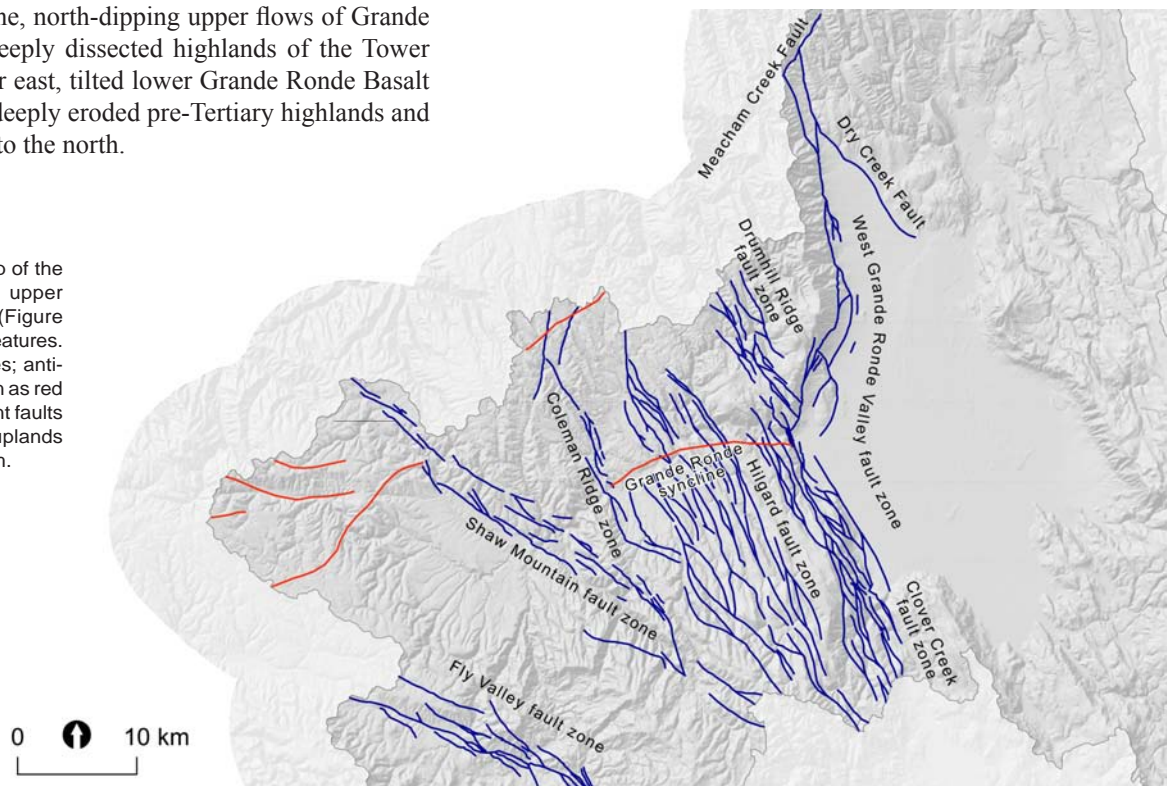 ne, north-dipping upper flows of Grande
eeply dissected highlands of the Tower
r east, tilted lower Grande Ronde Basalt
deeply eroded pre-Tertiary highlands and
to the north.
o of the
upper
(Figure
eatures.
es; anti-
n as red
nt faults
uplands
n.
Meacham Creek Fault
Dry Creek Fault
Drumhill Ridge
fault zone
West Grande Ronde Valley fault zone
Coleman Ridge zone
Grande Ronde
syncline
Hilgard fault zone
Shaw Mountain fault zone
Clover Creek
fault zone
Fly Valley fault zone
0 10 km